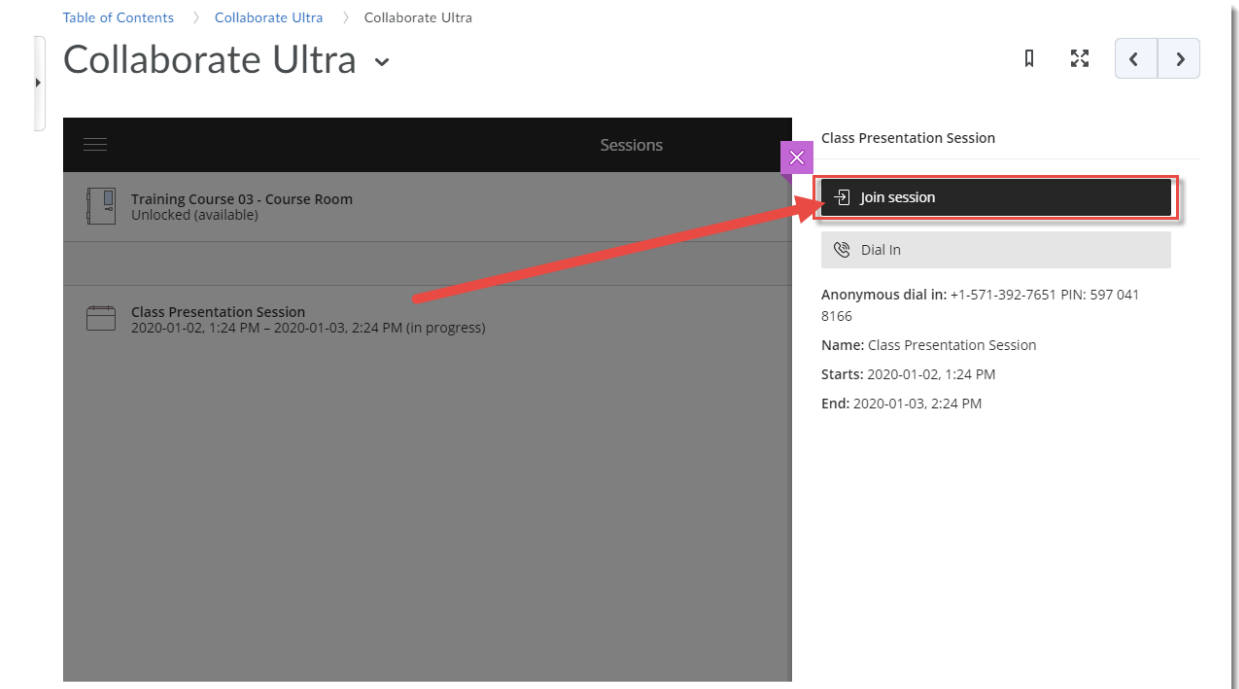 Table of Contents > Collaborate Ultra > Collaborate Ultra
Collaborate Ultra
Sessions
Training Course 03 - Course Room
Unlocked (available)
Class Presentation Session
2020-01-02, 1:24 PM – 2020-01-03, 2:24 PM (in progress)
Class Presentation Session
Join session
Dial In
Anonymous dial in: +1-571-392-7651 PIN: 597 041
8166
Name: Class Presentation Session
Starts: 2020-01-02, 1:24 PM
End: 2020-01-03, 2:24 PM